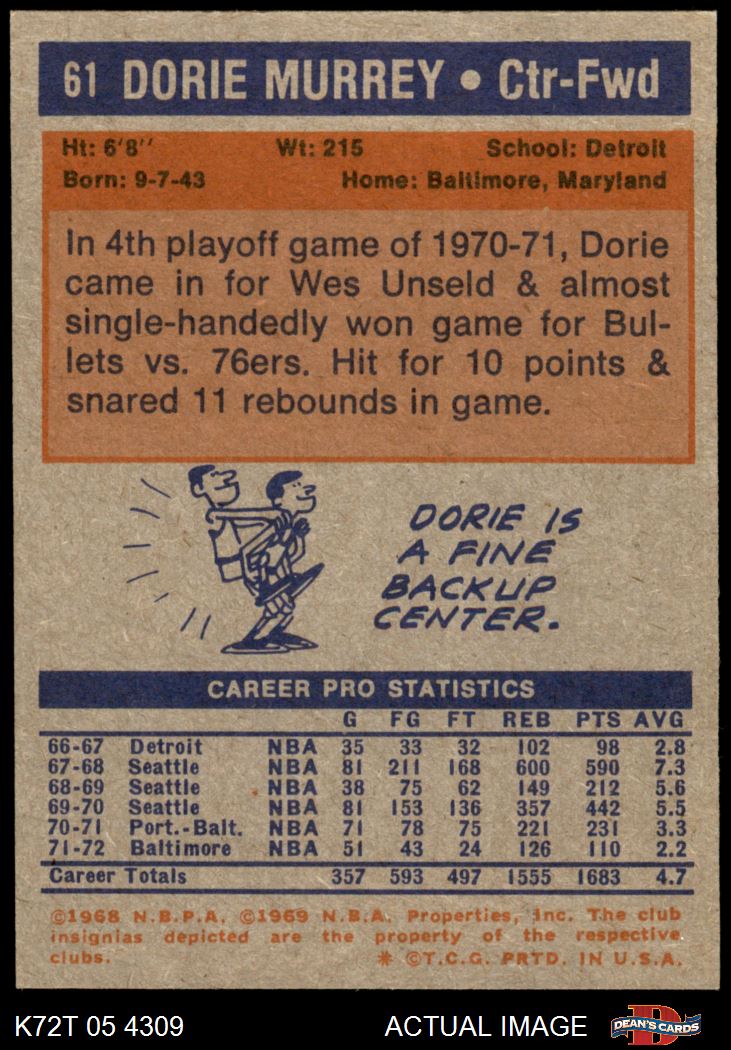 61 DORIE MURREY • Ctr-Fwd
Ht: 6'8'' Wt: 215 School: Detroit
Born: 9-7-43 Home: Baltimore, Maryland
In 4th playoff game of 1970-71, Dorie
came in for Wes Unseld & almost
single-handedly won game for Bul-
lets vs. 76ers. Hit for 10 points &
snared 11 rebounds in game.
DORIE IS
A FINE
BACKUP
CENTER.
CAREER PRO STATISTICS
G FG FT REB PTS AVG
66-67 Detroit NBA 35 33 32 102 98 2.8
67-68 Seattle NBA 81 211 168 600 590 7.3
68-69 Seattle NBA 38 75 62 149 212 5.6
69-70 Seattle NBA 81 153 136 357 442 5.5
70-71 Port.-Balt. NBA 71 78 75 221 231 3.3
71-72 Baltimore NBA 51 43 24 126 110 2.2
Career Totals 357 593 497 1555 1683 4.7
©1968 N.B.P.A. ©1969 N.B.A. Properties, Inc. The club
insignias depicted are the property of the respective
clubs. * ©T.C.G. PRTD. IN U.S.A.
K72T 05 4309 ACTUAL IMAGE DEAN'S CARDS